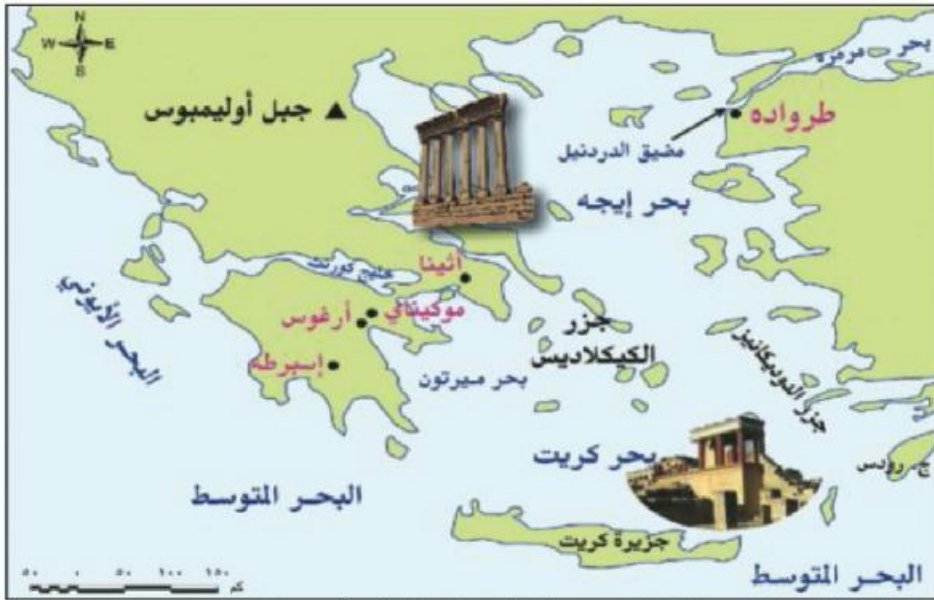 N
W E
S
بحر مرمره
جبل أوليمبوس
طرواده
مضيق الدردنيل
بحر إيجه
خليج كورنث
أثينا
موكيناي
أرغوس
إسبرطه
البحر الأيوني
جزر
الكيكلاديس
جزر الدوديكانيز
بحر ميرتون
بحر كريت
ج. رودس
البحر المتوسط
جزيرة كريت
البحر المتوسط
٥٠ ٠ ٥٠ ١٠٠ ١٥٠
كم